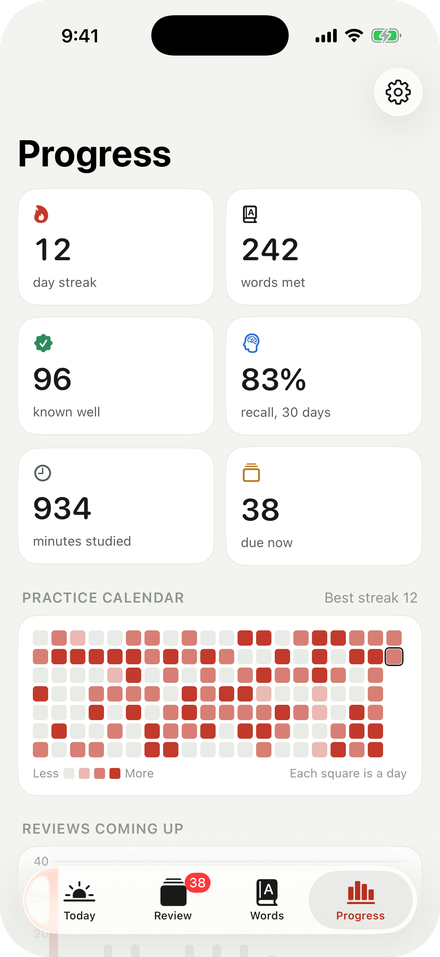 9:41
Progress
12
day streak
242
words met
96
known well
83%
recall, 30 days
934
minutes studied
38
due now
PRACTICE CALENDAR
Best streak 12
Less
More
Each square is a day
REVIEWS COMING UP
40
20
Today
38
Review
A
Words
Progress